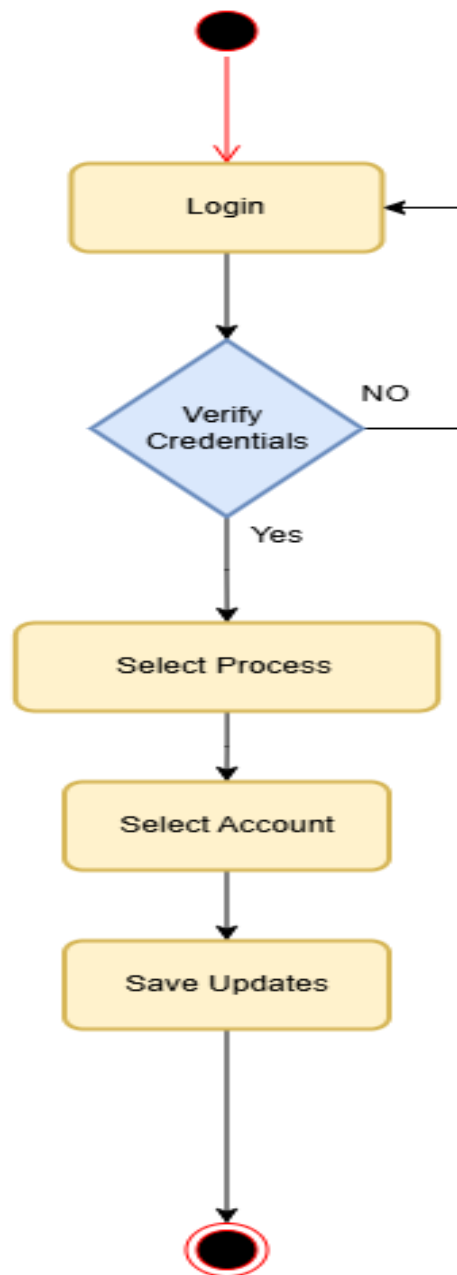 Login
Verify
Credentials
NO
Yes
Select Process
Select Account
Save Updates